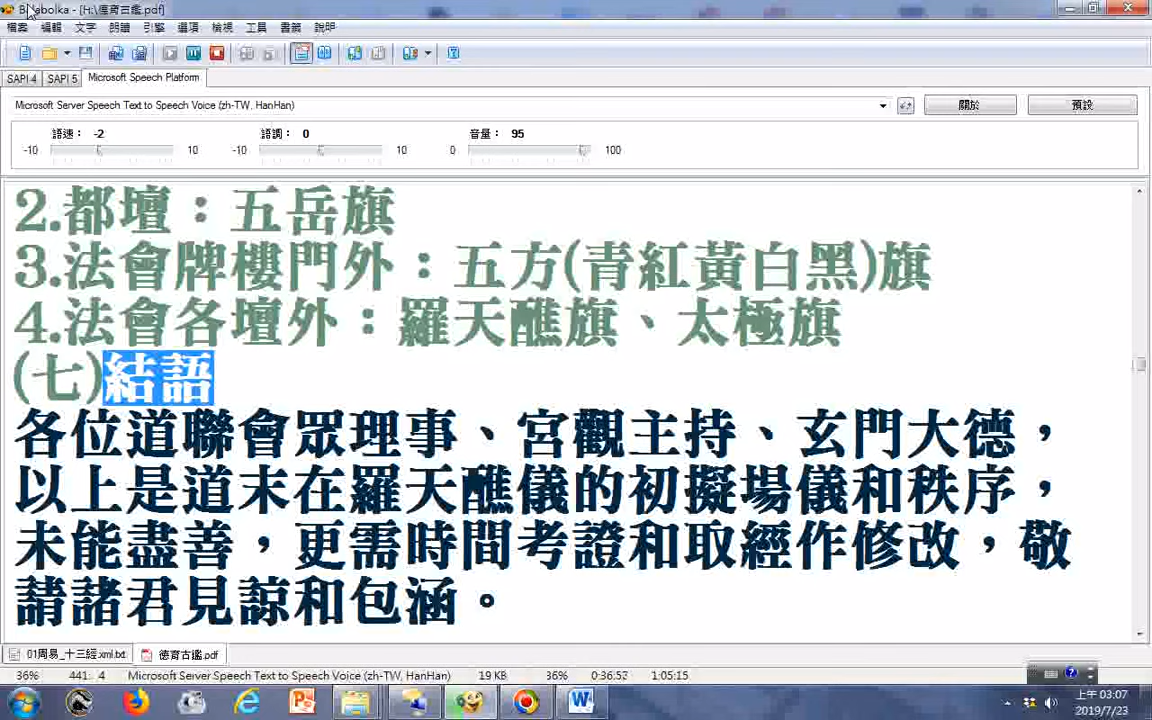 Balabolka - [H:\德育古鑑.pdf]
檔案 編輯 文字 朗讀 引擎 選項 檢視 工具 書籤 說明
SAPI 4 SAPI 5 Microsoft Speech Platform
Microsoft Server Speech Text to Speech Voice (zh-TW, HanHan) 關於 預設
語速： -2 語調： 0 音量： 95
-10 10 -10 10 0 100
2.都壇：五岳旗
3.法會牌樓門外：五方(青紅黃白黑)旗
4.法會各壇外：羅天醮旗、太極旗
(七)結語
各位道聯會眾理事、宮觀主持、玄門大德，
以上是道末在羅天醮儀的初擬場儀和秩序，
未能盡善，更需時間考證和取經作修改，敬
請諸君見諒和包涵。
01周易_十三經.xml.txt 德育古鑑.pdf
36% 441: 4 Microsoft Server Speech Text to Speech Voice (zh-TW, HanHan) 19 KB 36% 0:36:53 1:05:15
上午 03:07
2019/7/23